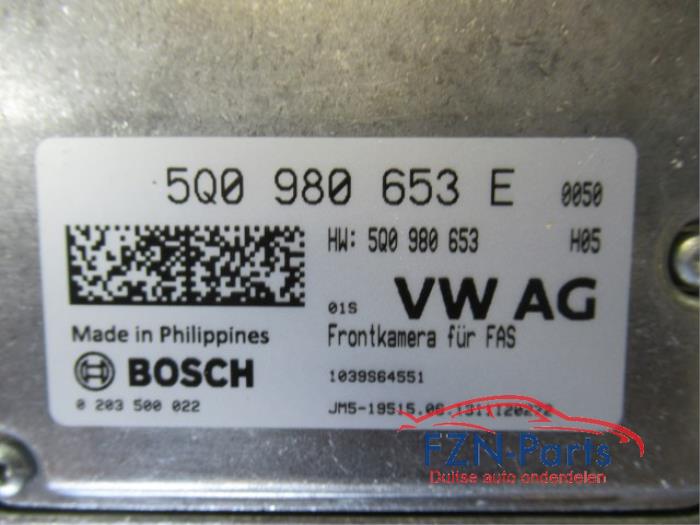 5Q0 980 653 E 0050
HW: 5Q0 980 653 H05
01S VW AG
Made in Philippines
Frontkamera für FAS
BOSCH
1039S64551
0 203 500 022
FZN-Parts
Duitse auto onderdelen